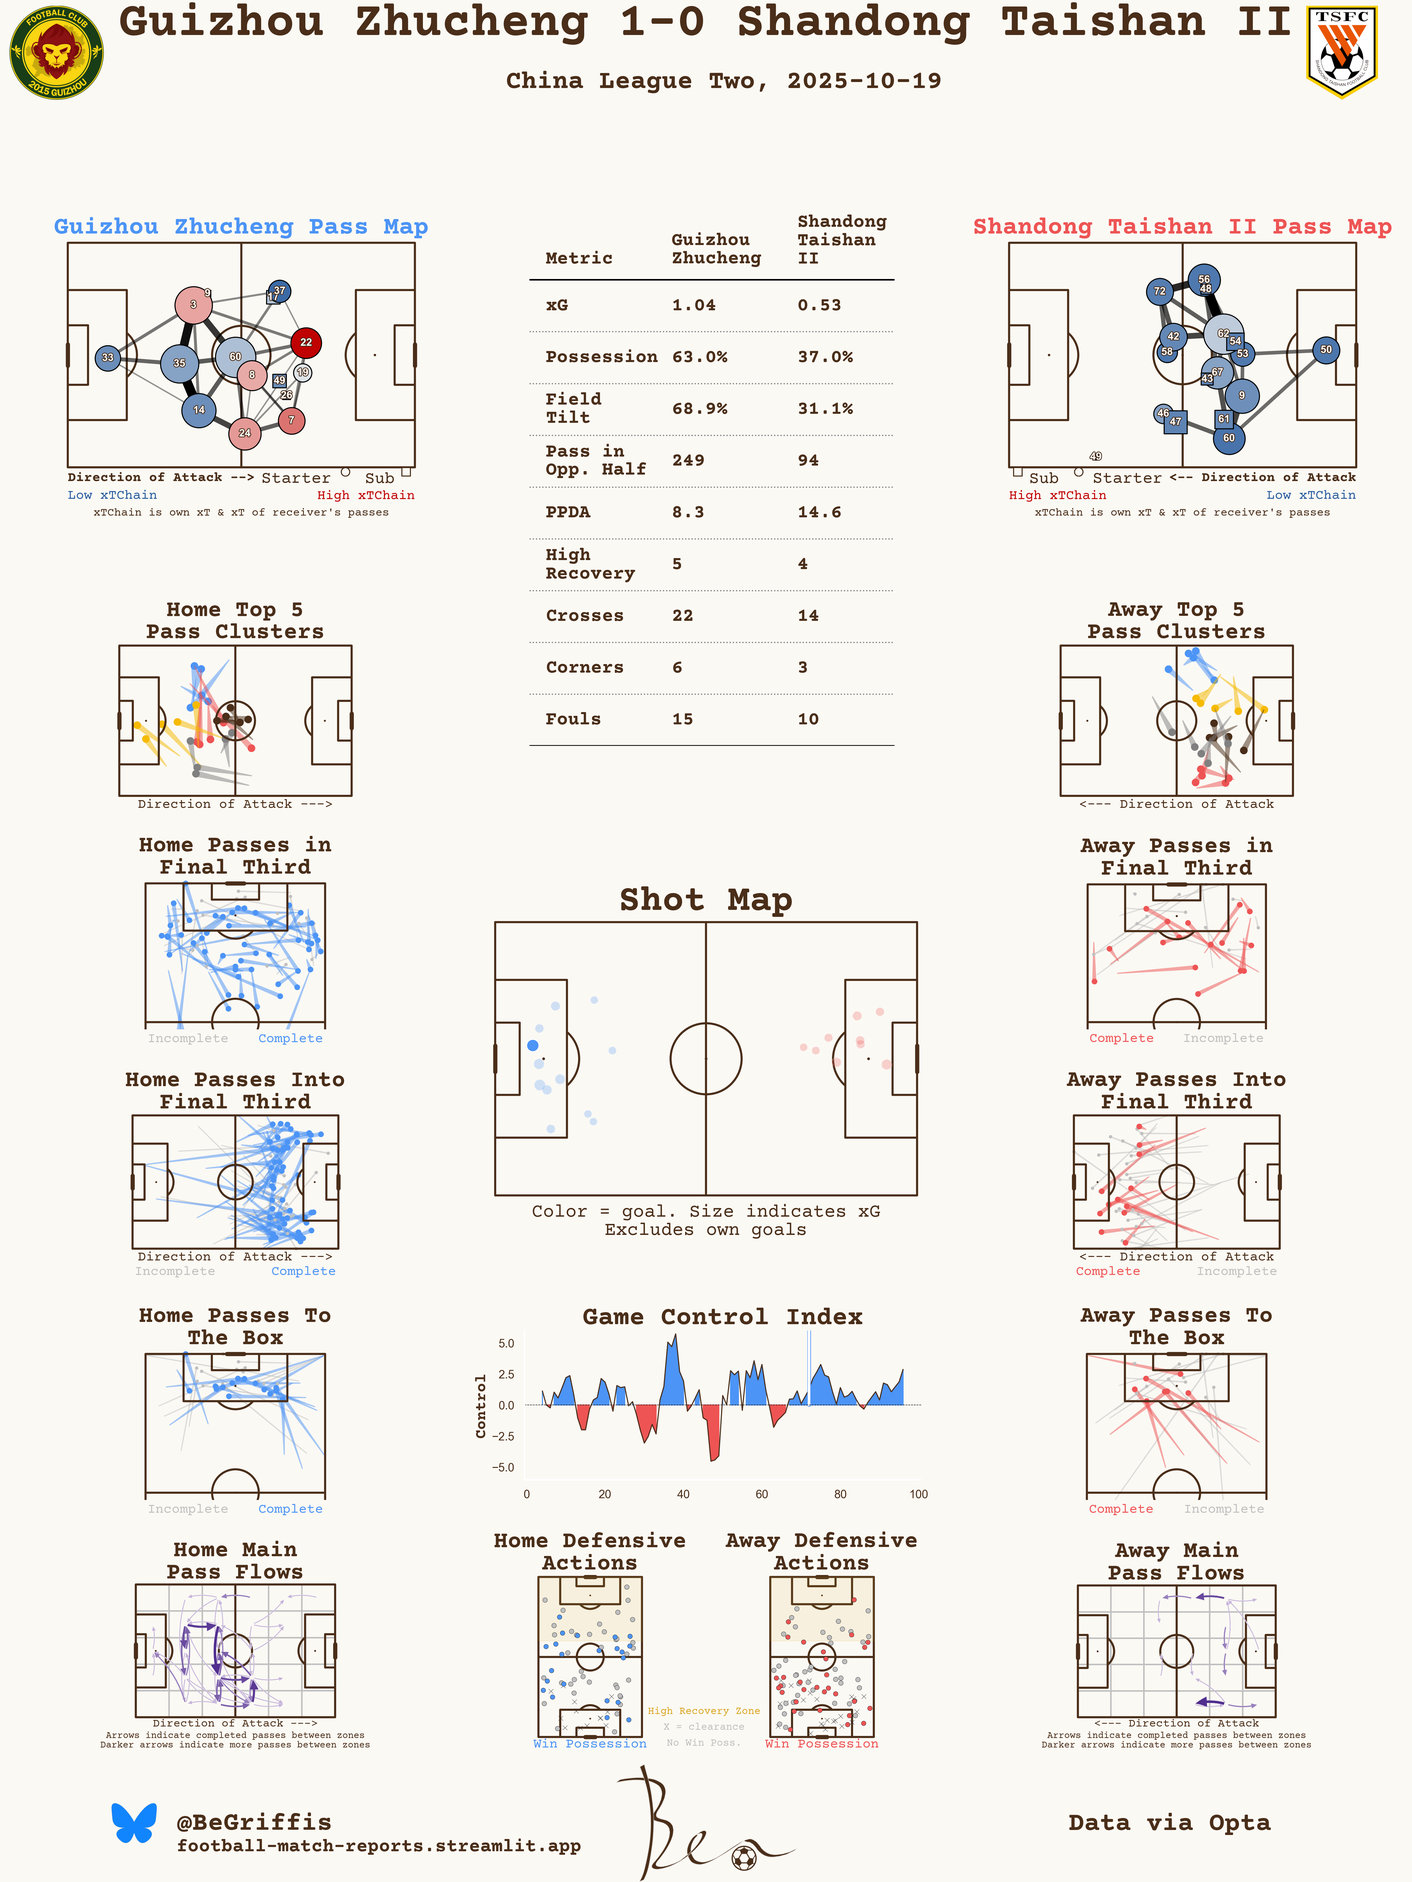 Guizhou Zhucheng 1-0 Shandong Taishan II
China League Two, 2025-10-19
FOOTBALL CLUB
2015 GUIZHOU
TSFC
Guizhou Zhucheng Pass Map
33
3
9
35
14
60
8
24
37
17
22
19
49
26
7
Direction of Attack --> Starter Sub
Low xTChain High xTChain
xTChain is own xT & xT of receiver's passes
Metric Guizhou Zhucheng Shandong Taishan II
xG 1.04 0.53
Possession 63.0% 37.0%
Field Tilt 68.9% 31.1%
Pass in Opp. Half 249 94
PPDA 8.3 14.6
High Recovery 5 4
Crosses 22 14
Corners 6 3
Fouls 15 10
Shandong Taishan II Pass Map
72
56
48
62
42
58
54
53
50
67
43
9
46
47
61
60
49
Sub Starter <-- Direction of Attack
High xTChain Low xTChain
xTChain is own xT & xT of receiver's passes
Home Top 5
Pass Clusters
Direction of Attack --->
Away Top 5
Pass Clusters
<--- Direction of Attack
Home Passes in
Final Third
Incomplete Complete
Away Passes in
Final Third
Complete Incomplete
Shot Map
Color = goal. Size indicates xG
Excludes own goals
Home Passes Into
Final Third
Direction of Attack --->
Incomplete Complete
Away Passes Into
Final Third
<--- Direction of Attack
Complete Incomplete
Home Passes To
The Box
Incomplete Complete
Game Control Index
Control
5.0
2.5
0.0
−2.5
−5.0
0 20 40 60 80 100
Away Passes To
The Box
Complete Incomplete
Home Main
Pass Flows
Direction of Attack --->
Arrows indicate completed passes between zones
Darker arrows indicate more passes between zones
Home Defensive
Actions
Win Possession
High Recovery Zone
X = clearance
No Win Poss.
Away Defensive
Actions
Win Possession
Away Main
Pass Flows
<--- Direction of Attack
Arrows indicate completed passes between zones
Darker arrows indicate more passes between zones
@BeGriffis
football-match-reports.streamlit.app
Ben
Data via Opta